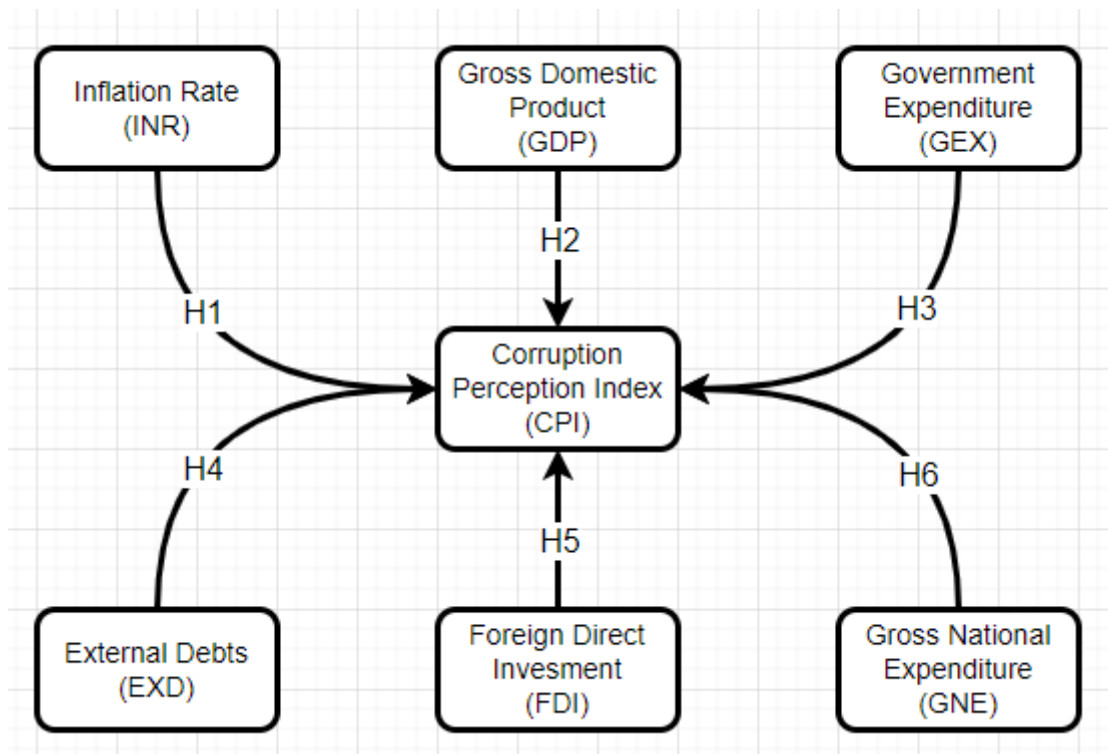 Inflation Rate
(INR)
Gross Domestic
Product
(GDP)
Government
Expenditure
(GEX)
H1
H2
H3
Corruption
Perception Index
(CPI)
H4
H5
H6
External Debts
(EXD)
Foreign Direct
Invesment
(FDI)
Gross National
Expenditure
(GNE)